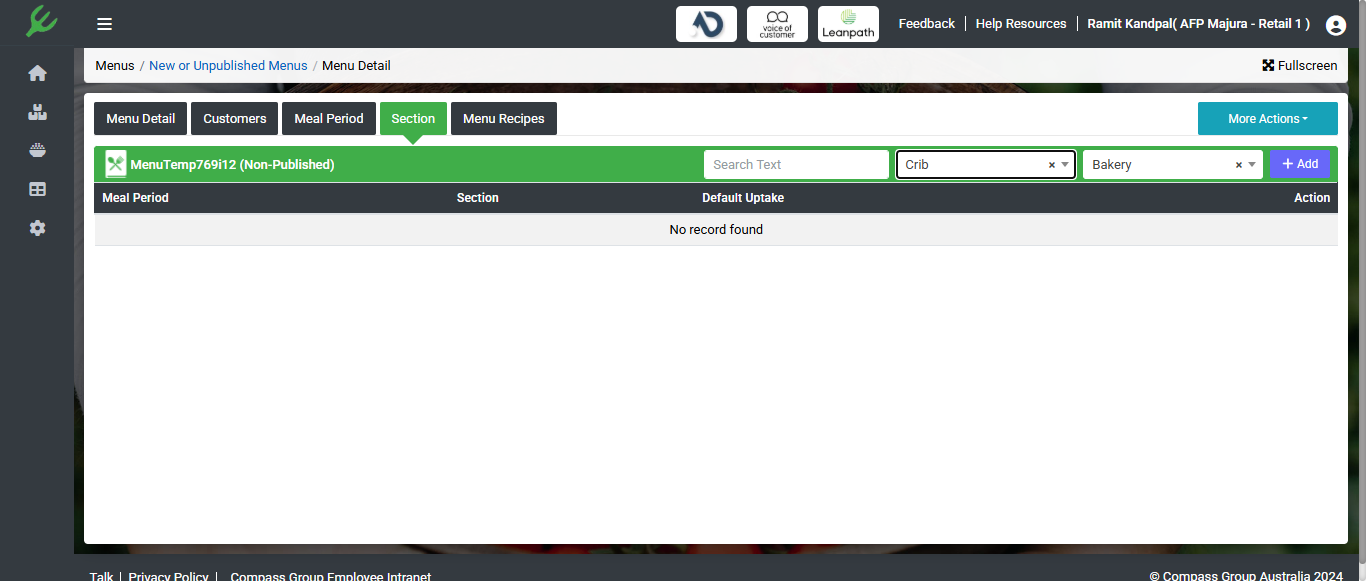 voice of
customer
Leanpath
Feedback
Help Resources
Ramit Kandpal( AFP Majura - Retail 1 )
Menus / New or Unpublished Menus / Menu Detail
Fullscreen
Menu Detail
Customers
Meal Period
Section
Menu Recipes
More Actions
MenuTemp769i12 (Non-Published)
Search Text
Crib ×
Bakery ×
+ Add
Meal Period
Section
Default Uptake
Action
No record found
Talk | Privacy Policy | Compass Group Employee Intranet
© Compass Group Australia 2024